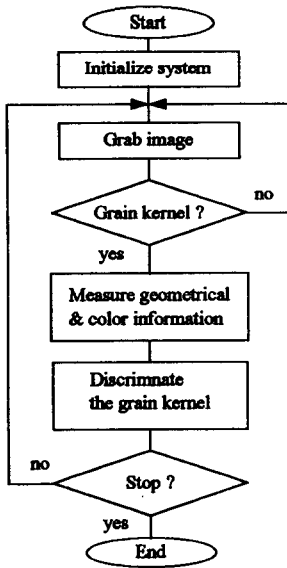 Start
Initialize system
Grab image
Grain kernel ?
no
yes
Measure geometrical
& color information
Discrimnate
the grain kernel
no
Stop ?
yes
End